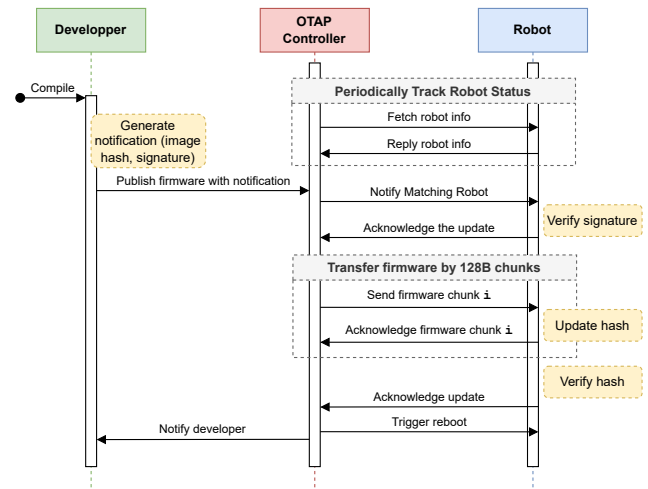 Developper
OTAP
Controller
Robot
Compile
Periodically Track Robot Status
Generate
notification (image
hash, signature)
Fetch robot info
Reply robot info
Publish firmware with notification
Notify Matching Robot
Verify signature
Acknowledge the update
Transfer firmware by 128B chunks
Send firmware chunk i
Update hash
Acknowledge firmware chunk i
Verify hash
Acknowledge update
Trigger reboot
Notify developer